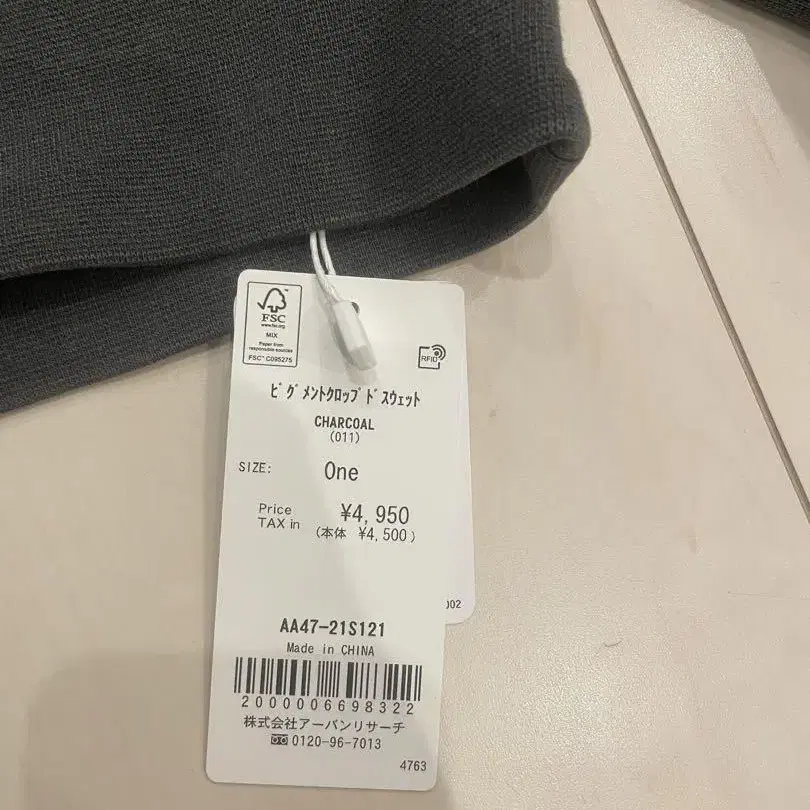 FSC™
www.fsc.org
MIX
Paper from
responsible sources
FSC™ C095275
RFID
ﾋﾟｸﾞﾒﾝﾄｸﾛｯﾌﾟﾄﾞｽｳｪｯﾄ
CHARCOAL
(011)
SIZE: One
Price ¥4,950
TAX in (本体 ¥4,500)
002
AA47-21S121
Made in CHINA
2000006698322
株式会社アーバンリサーチ
0120-96-7013
4763